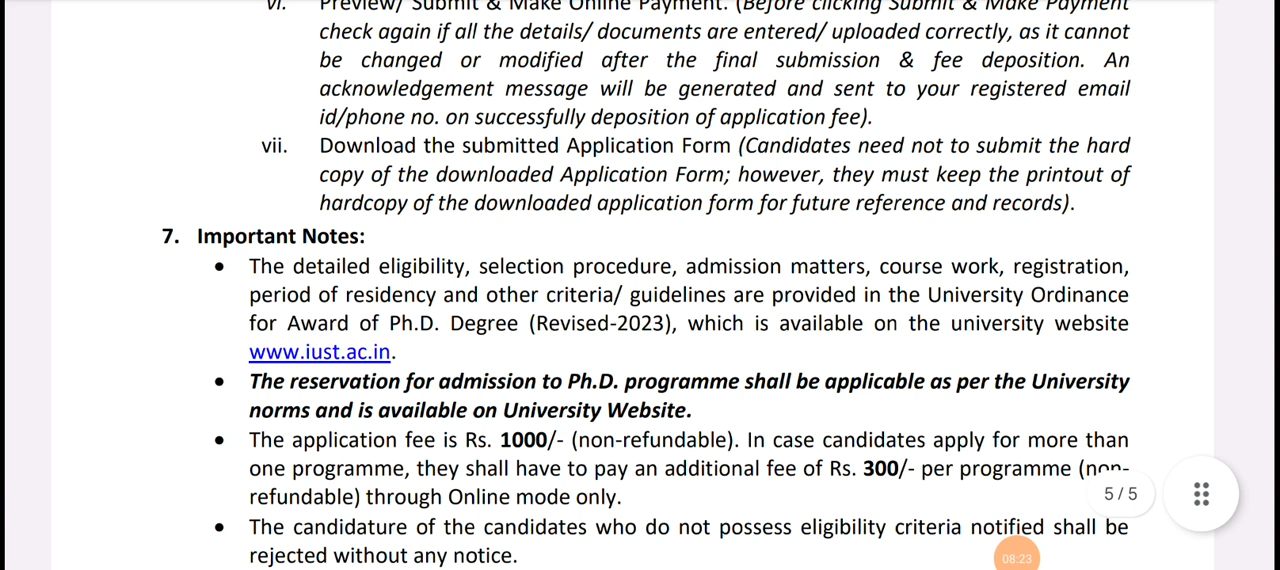 vi. Preview/ Submit & Make Online Payment. (Before clicking Submit & Make Payment
check again if all the details/ documents are entered/ uploaded correctly, as it cannot
be changed or modified after the final submission & fee deposition. An
acknowledgement message will be generated and sent to your registered email
id/phone no. on successfully deposition of application fee).
vii. Download the submitted Application Form (Candidates need not to submit the hard
copy of the downloaded Application Form; however, they must keep the printout of
hardcopy of the downloaded application form for future reference and records).
7. Important Notes:
• The detailed eligibility, selection procedure, admission matters, course work, registration,
period of residency and other criteria/ guidelines are provided in the University Ordinance
for Award of Ph.D. Degree (Revised-2023), which is available on the university website
www.iust.ac.in.
• The reservation for admission to Ph.D. programme shall be applicable as per the University
norms and is available on University Website.
• The application fee is Rs. 1000/- (non-refundable). In case candidates apply for more than
one programme, they shall have to pay an additional fee of Rs. 300/- per programme (non-
refundable) through Online mode only.
5 / 5
• The candidature of the candidates who do not possess eligibility criteria notified shall be
rejected without any notice.
08:23